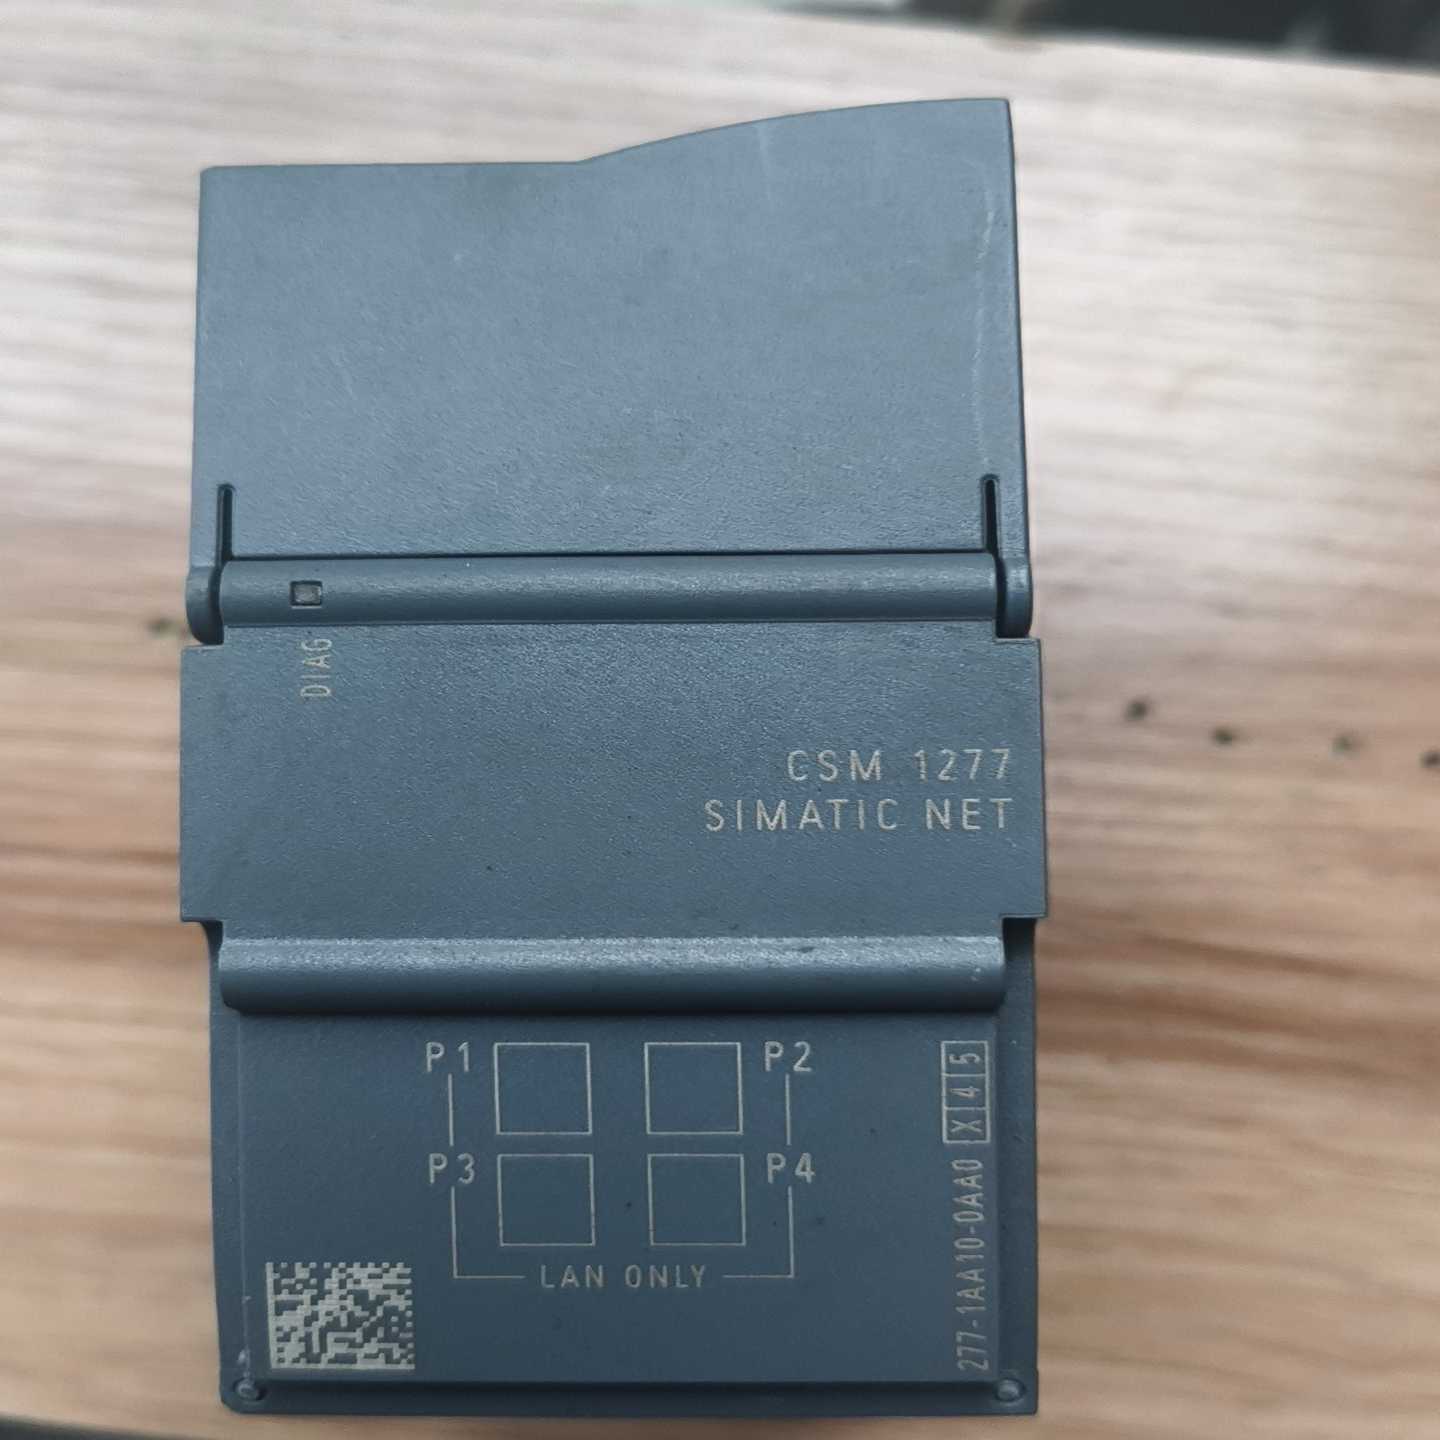 DIAG
CSM 1277
SIMATIC NET
P1
P2
P3
P4
LAN ONLY
277-1AA10-0AA0 X 4 5